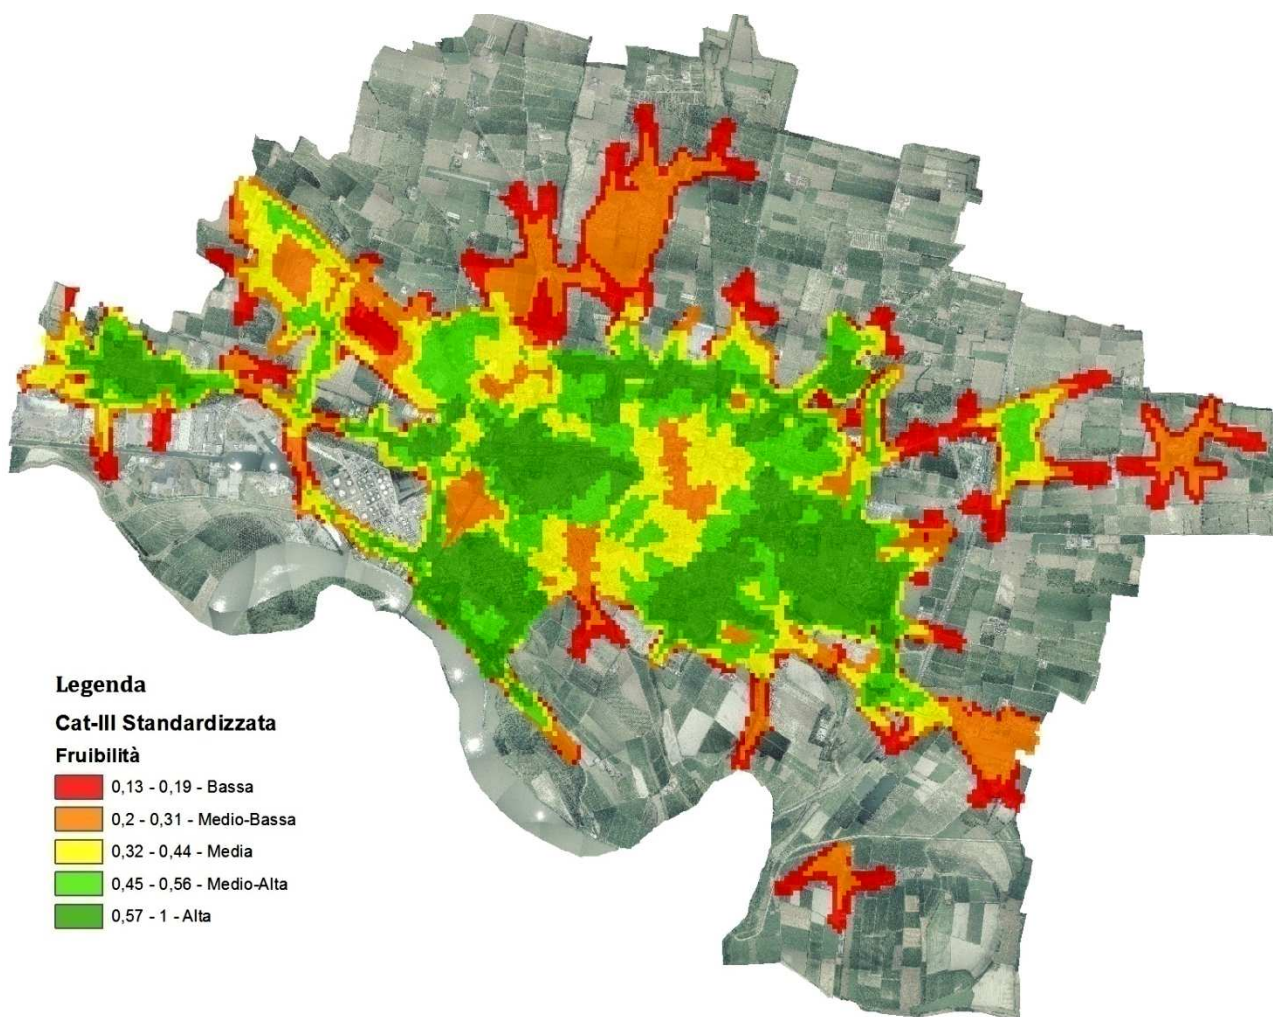 Legenda
Cat-III Standardizzata
Fruibilità
0,13 - 0,19 - Bassa
0,2 - 0,31 - Medio-Bassa
0,32 - 0,44 - Media
0,45 - 0,56 - Medio-Alta
0,57 - 1 - Alta